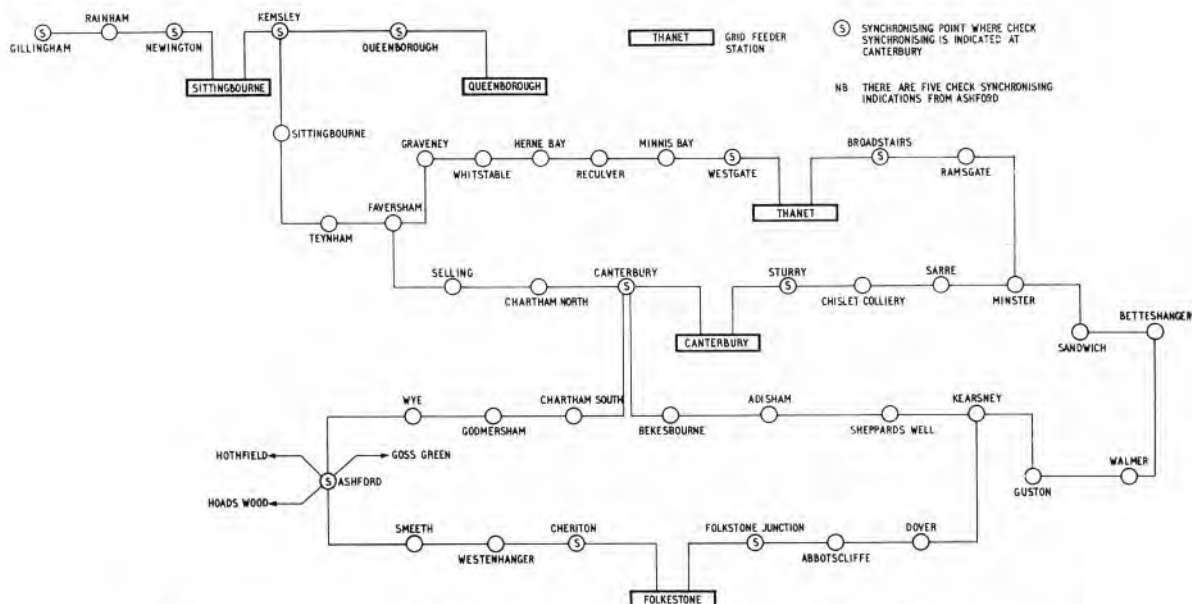 RAINHAM
KEMSLEY
GILLINGHAM
S
S
S
S
NEWINGTON
QUEENBOROUGH
SITTINGBOURNE
QUEENBOROUGH
THANET
GRID FEEDER
STATION
S
SYNCHRONISING POINT WHERE CHECK
SYNCHRONISING IS INDICATED AT
CANTERBURY
NB THERE ARE FIVE CHECK SYNCHRONISING
INDICATIONS FROM ASHFORD
SITTINGBOURNE
GRAVENEY
HERNE BAY
MINNIS BAY
BROADSTAIRS
WHITSTABLE
RECULVER
S
WESTGATE
S
RAMSGATE
THANET
FAVERSHAM
TEYNHAM
SELLING
CANTERBURY
STURRY
SARRE
CHARTHAM NORTH
S
S
CHISLET COLLIERY
MINSTER
BETTESHANGER
CANTERBURY
SANDWICH
WYE
CHARTHAM SOUTH
ADISHAM
KEARSNEY
GODMERSHAM
BEKESBOURNE
SHEPPARDS WELL
HOTHFIELD
GOSS GREEN
S
ASHFORD
HOADS WOOD
GUSTON
WALMER
SMEETH
CHERITON
FOLKSTONE JUNCTION
DOVER
WESTENHANGER
S
S
ABBOTSCLIFFE
FOLKESTONE